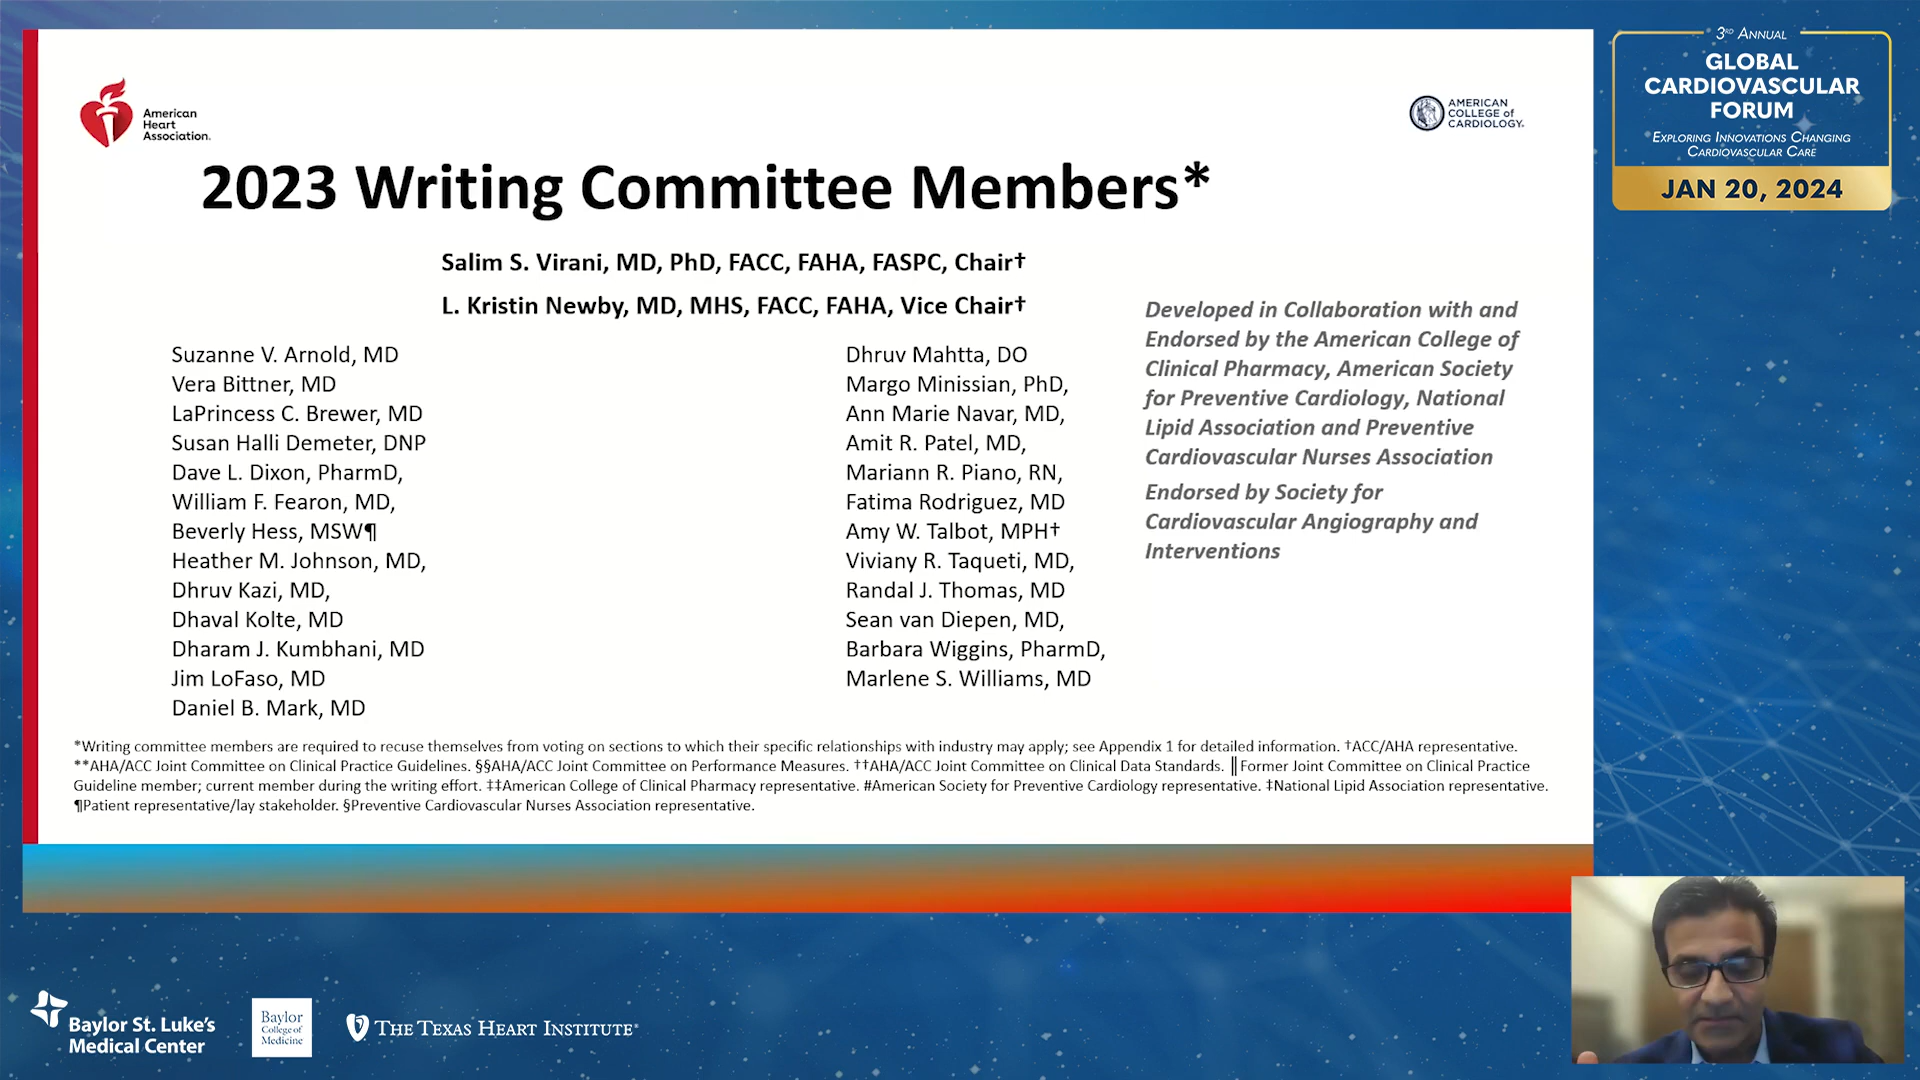 American
Heart
Association.
AMERICAN
COLLEGE of
CARDIOLOGY.
2023 Writing Committee Members*
Salim S. Virani, MD, PhD, FACC, FAHA, FASPC, Chair†
L. Kristin Newby, MD, MHS, FACC, FAHA, Vice Chair†
Suzanne V. Arnold, MD
Vera Bittner, MD
LaPrincess C. Brewer, MD
Susan Halli Demeter, DNP
Dave L. Dixon, PharmD,
William F. Fearon, MD,
Beverly Hess, MSW¶
Heather M. Johnson, MD,
Dhruv Kazi, MD,
Dhaval Kolte, MD
Dharam J. Kumbhani, MD
Jim LoFaso, MD
Daniel B. Mark, MD
Dhruv Mahtta, DO
Margo Minissian, PhD,
Ann Marie Navar, MD,
Amit R. Patel, MD,
Mariann R. Piano, RN,
Fatima Rodriguez, MD
Amy W. Talbot, MPH†
Viviany R. Taqueti, MD,
Randal J. Thomas, MD
Sean van Diepen, MD,
Barbara Wiggins, PharmD,
Marlene S. Williams, MD
Developed in Collaboration with and
Endorsed by the American College of
Clinical Pharmacy, American Society
for Preventive Cardiology, National
Lipid Association and Preventive
Cardiovascular Nurses Association
Endorsed by Society for
Cardiovascular Angiography and
Interventions
*Writing committee members are required to recuse themselves from voting on sections to which their specific relationships with industry may apply; see Appendix 1 for detailed information. †ACC/AHA representative.
**AHA/ACC Joint Committee on Clinical Practice Guidelines. §§AHA/ACC Joint Committee on Performance Measures. ††AHA/ACC Joint Committee on Clinical Data Standards. ║Former Joint Committee on Clinical Practice
Guideline member; current member during the writing effort. ‡‡American College of Clinical Pharmacy representative. #American Society for Preventive Cardiology representative. ‡National Lipid Association representative.
¶Patient representative/lay stakeholder. §Preventive Cardiovascular Nurses Association representative.
3RD ANNUAL
GLOBAL
CARDIOVASCULAR
FORUM
EXPLORING INNOVATIONS CHANGING
CARDIOVASCULAR CARE
JAN 20, 2024
Baylor St. Luke's
Medical Center
Baylor
College of
Medicine
THE TEXAS HEART INSTITUTE®